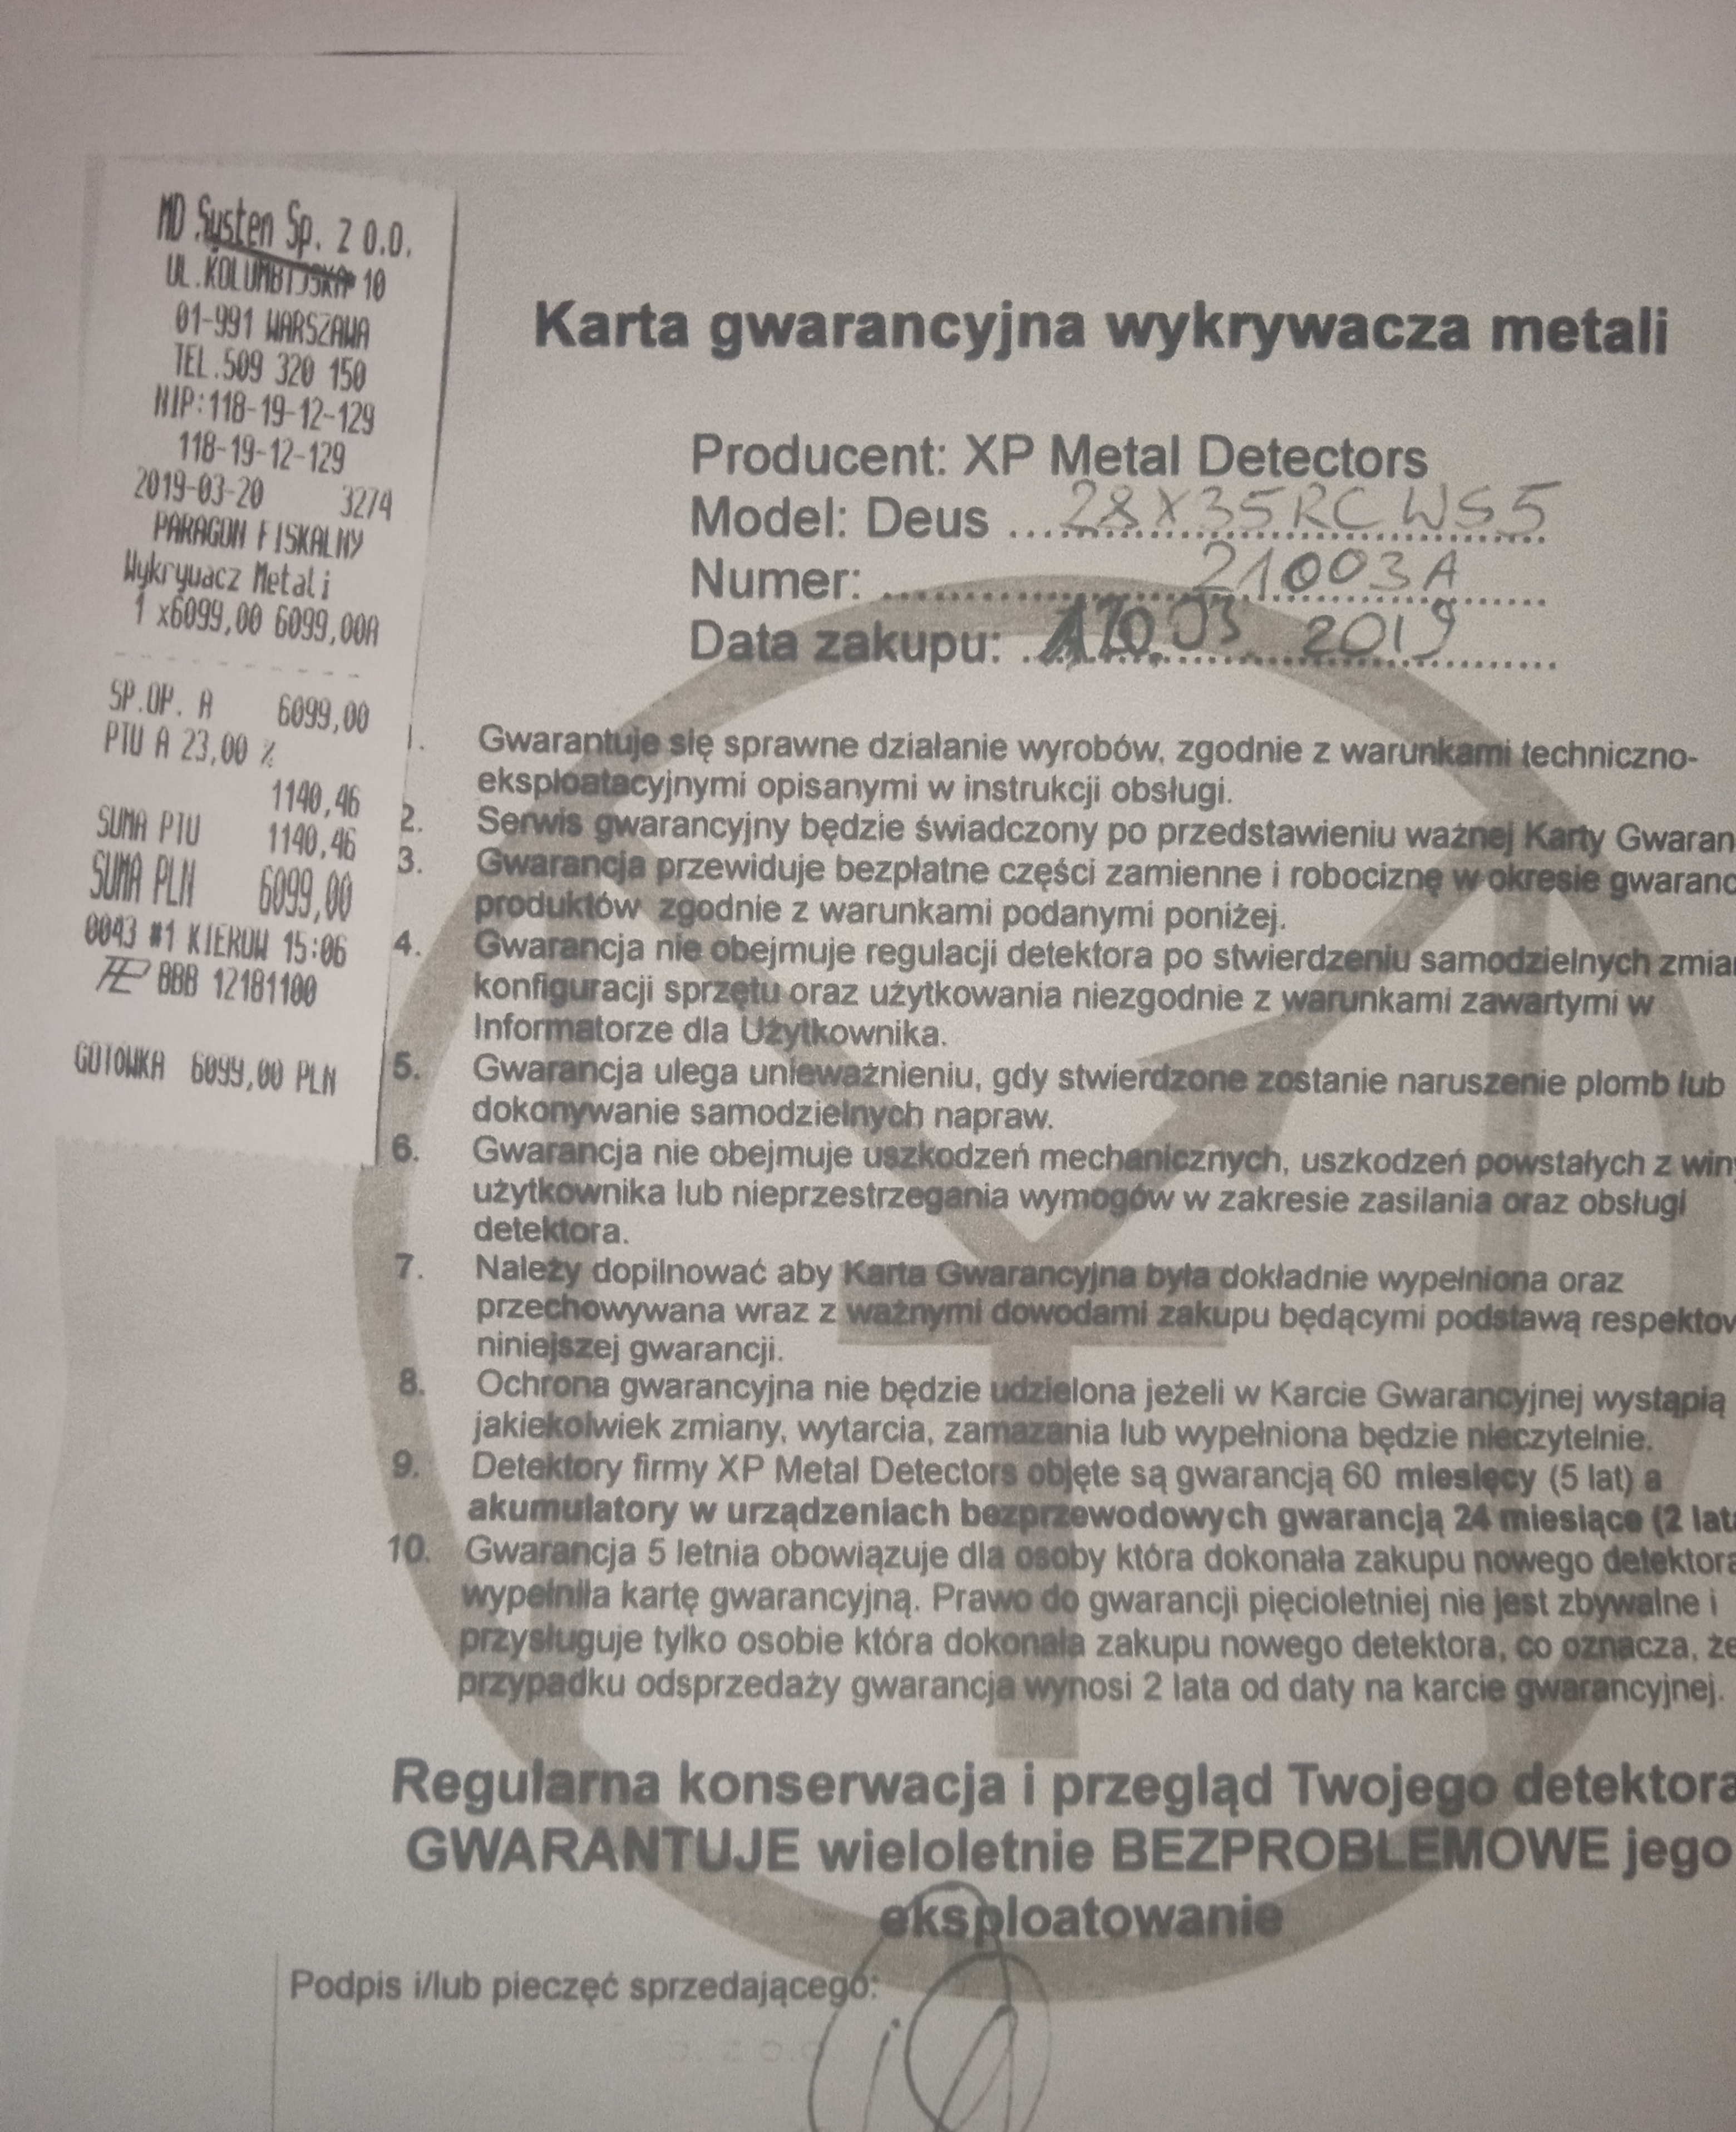 MD System Sp. Z O.O.
UL.KOLUMBIJSKA 10
01-991 WARSZAWA
TEL.509 320 150
NIP:118-19-12-129
118-19-12-129
2019-03-20 3274
PARAGON FISKALNY
Wykrywacz Metali
1 x6099,00 6099,00A
SP.OP. A 6099,00
PTU A 23,00 %
1140,46
SUMA PTU 1140,46
SUMA PLN 6099,00
0043 #1 KIEROW 15:06
BBB 12181100
GOTÓWKA 6099,00 PLN
Karta gwarancyjna wykrywacza metali
Producent: XP Metal Detectors
Model: Deus ...28X35RC WS5
Numer: 21003A
Data zakupu: 20.03 2019
1. Gwarantuje się sprawne działanie wyrobów, zgodnie z warunkami techniczno-
eksploatacyjnymi opisanymi w instrukcji obsługi.
2. Serwis gwarancyjny będzie świadczony po przedstawieniu ważnej Karty Gwaran
3. Gwarancja przewiduje bezpłatne części zamienne i robociznę w okresie gwaranc
produktów zgodnie z warunkami podanymi poniżej.
4. Gwarancja nie obejmuje regulacji detektora po stwierdzeniu samodzielnych zmian
konfiguracji sprzętu oraz użytkowania niezgodnie z warunkami zawartymi w
Informatorze dla Użytkownika.
5. Gwarancja ulega unieważnieniu, gdy stwierdzone zostanie naruszenie plomb lub
dokonywanie samodzielnych napraw.
6. Gwarancja nie obejmuje uszkodzeń mechanicznych, uszkodzeń powstałych z winy
użytkownika lub nieprzestrzegania wymogów w zakresie zasilania oraz obsługi
detektora.
7. Należy dopilnować aby Karta Gwarancyjna była dokładnie wypełniona oraz
przechowywana wraz z ważnymi dowodami zakupu będącymi podstawą respektow
niniejszej gwarancji.
8. Ochrona gwarancyjna nie będzie udzielona jeżeli w Karcie Gwarancyjnej wystąpią
jakiekolwiek zmiany, wytarcia, zamazania lub wypełniona będzie nieczytelnie.
9. Detektory firmy XP Metal Detectors objęte są gwarancją 60 miesięcy (5 lat) a
akumulatory w urządzeniach bezprzewodowych gwarancją 24 miesiące (2 lata
10. Gwarancja 5 letnia obowiązuje dla osoby która dokonała zakupu nowego detektora
wypełniła kartę gwarancyjną. Prawo do gwarancji pięcioletniej nie jest zbywalne i
przysługuje tylko osobie która dokonała zakupu nowego detektora, co oznacza, że
przypadku odsprzedaży gwarancja wynosi 2 lata od daty na karcie gwarancyjnej.
Regularna konserwacja i przegląd Twojego detektora
GWARANTUJE wieloletnie BEZPROBLEMOWE jego
eksploatowanie
Podpis i/lub pieczęć sprzedającego: